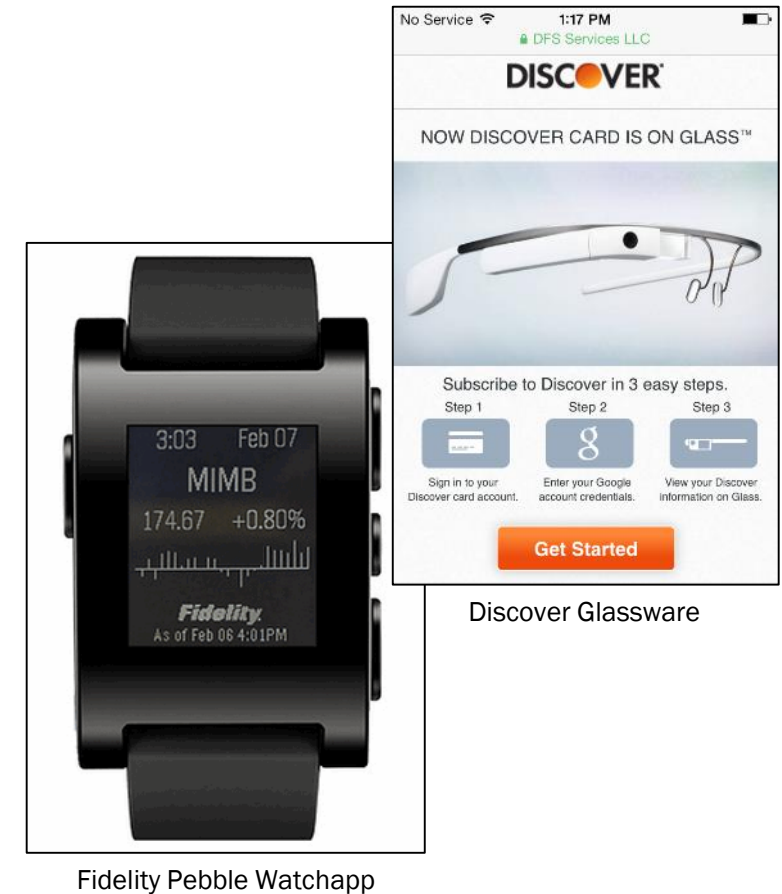 No Service 1:17 PM
DFS Services LLC
DISCOVER
NOW DISCOVER CARD IS ON GLASS™
Subscribe to Discover in 3 easy steps.
Step 1 Step 2 Step 3
g
Sign in to your Enter your Google View your Discover
Discover card account. account credentials. information on Glass.
Get Started
Discover Glassware
3:03 Feb 07
MIMB
174.67 +0.80%
Fidelity
As of Feb 06 4:01PM
Fidelity Pebble Watchapp